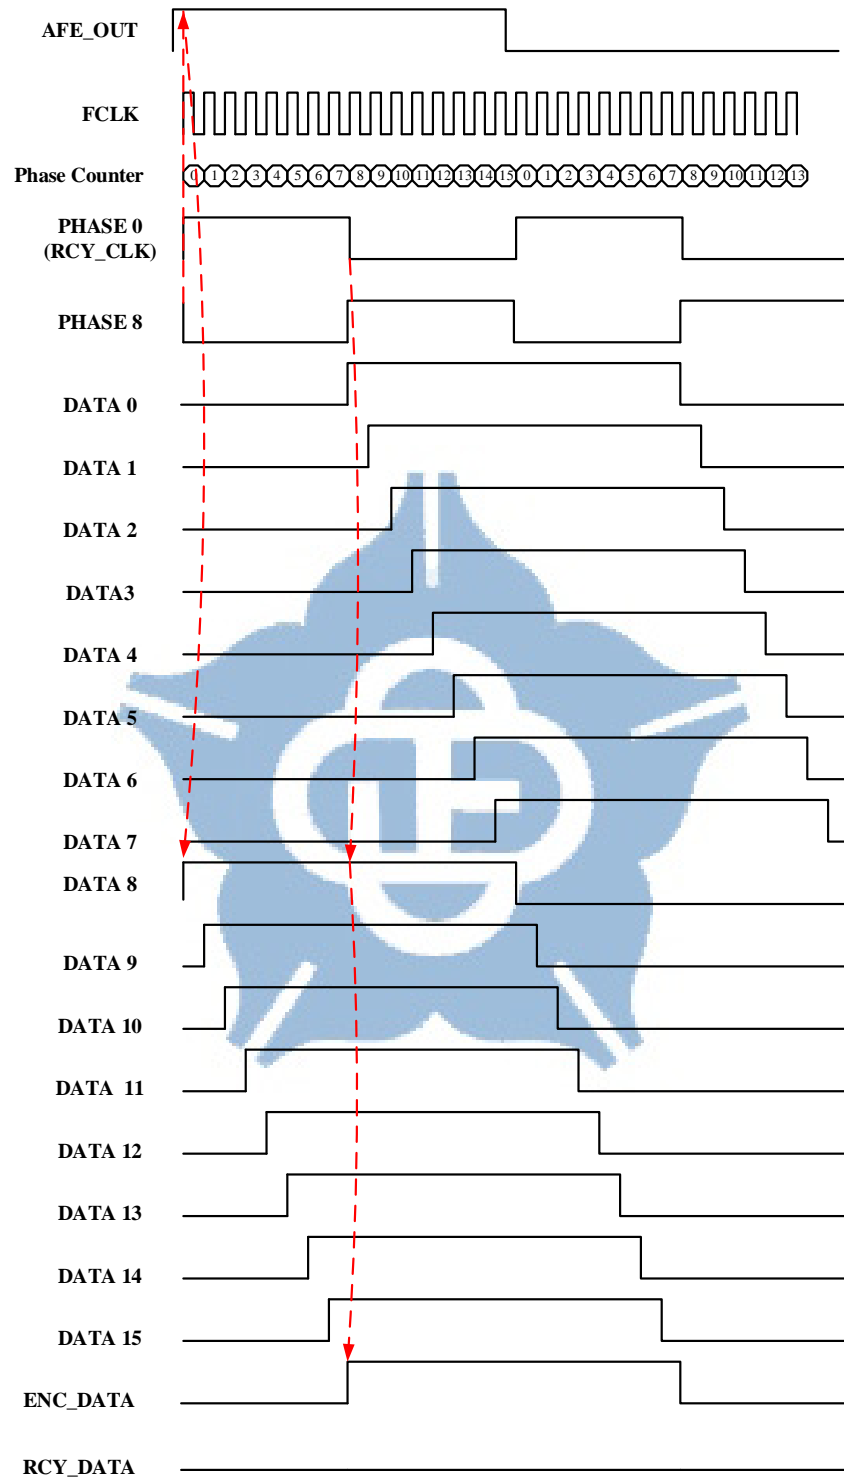 AFE_OUT
FCLK
Phase Counter 0 1 2 3 4 5 6 7 8 9 10 11 12 13 14 15 0 1 2 3 4 5 6 7 8 9 10 11 12 13
PHASE 0
(RCY_CLK)
PHASE 8
DATA 0
DATA 1
DATA 2
DATA3
DATA 4
DATA 5
DATA 6
DATA 7
DATA 8
DATA 9
DATA 10
DATA 11
DATA 12
DATA 13
DATA 14
DATA 15
ENC_DATA
RCY_DATA